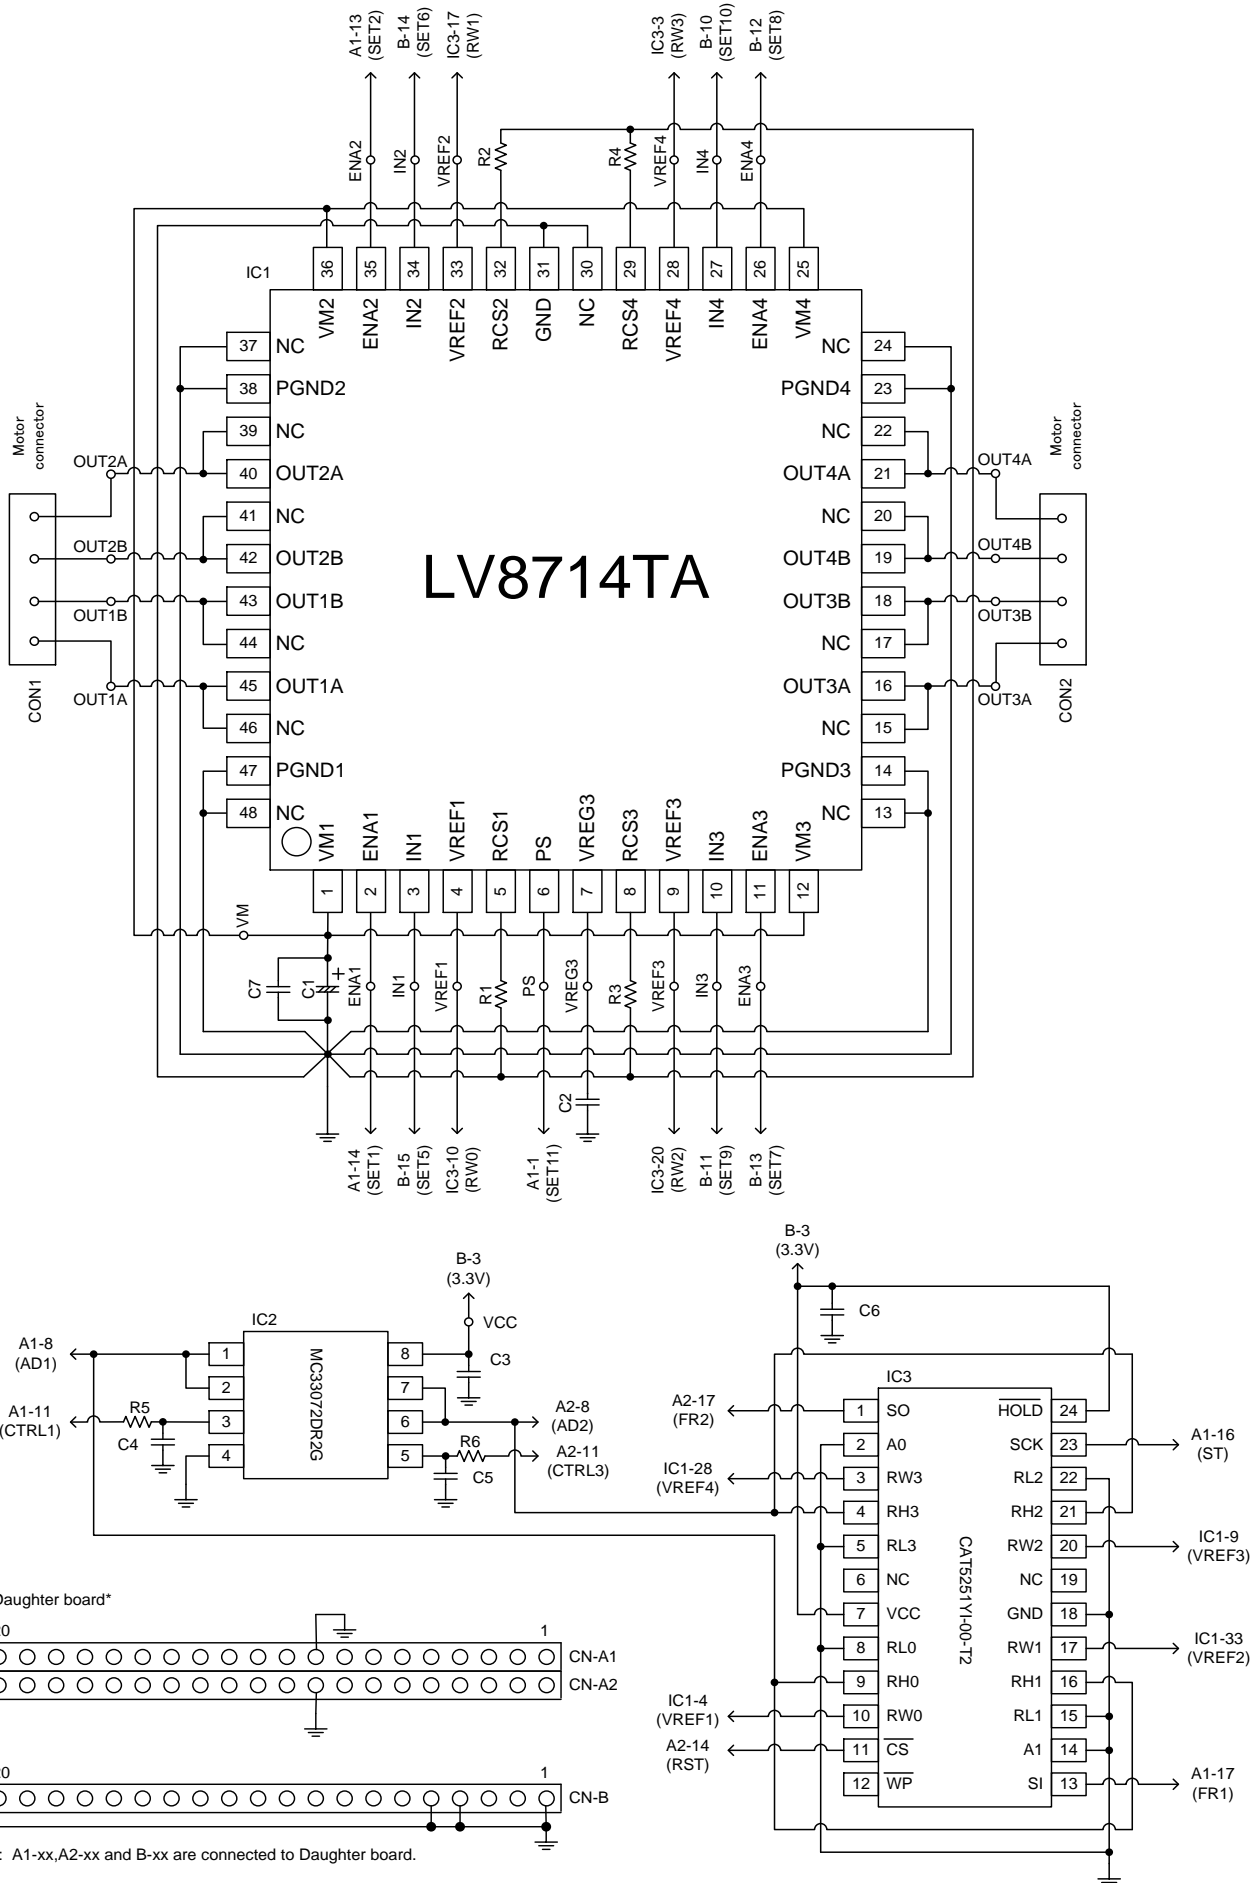 A1-13
(SET2)
B-14
(SET6)
IC3-17
(RW1)
IC3-3
(RW3)
B-10
(SET10)
B-12
(SET8)
ENA2
IN2
VREF2
R2
R4
VREF4
IN4
ENA4
IC1
36
35
34
33
32
31
30
29
28
27
26
25
VM2
ENA2
IN2
VREF2
RCS2
GND
NC
RCS4
VREF4
IN4
ENA4
VM4
37 NC
NC 24
38 PGND2
PGND4 23
39 NC
NC 22
40 OUT2A
OUT4A 21
41 NC
NC 20
42 OUT2B
OUT4B 19
43 OUT1B
OUT3B 18
44 NC
NC 17
45 OUT1A
OUT3A 16
46 NC
NC 15
47 PGND1
PGND3 14
48 NC
NC 13
LV8714TA
Motor
connector
OUT2A
OUT2B
OUT1B
OUT1A
CON1
Motor
connector
OUT4A
OUT4B
OUT3B
OUT3A
CON2
VM1
ENA1
IN1
VREF1
RCS1
PS
VREG3
RCS3
VREF3
IN3
ENA3
VM3
1
2
3
4
5
6
7
8
9
10
11
12
VM
C7
C1
+
ENA1
IN1
VREF1
R1
PS
VREG3
R3
VREF3
IN3
ENA3
C2
A1-14
(SET1)
B-15
(SET5)
IC3-10
(RW0)
A1-1
(SET11)
IC3-20
(RW2)
B-11
(SET9)
B-13
(SET7)
B-3
(3.3V)
VCC
IC2
MC33072DR2G
A1-8
(AD1)
1
8
C3
2
7
A1-11
(CTRL1)
R5
C4
3
6
A2-8
(AD2)
4
5
R6
C5
A2-11
(CTRL3)
B-3
(3.3V)
C6
IC3
CAT5251YI-00-T2
A2-17
(FR2)
1 SO
HOLD 24
2 A0
SCK 23
A1-16
(ST)
IC1-28
(VREF4)
3 RW3
RL2 22
4 RH3
RH2 21
5 RL3
RW2 20
IC1-9
(VREF3)
6 NC
NC 19
7 VCC
GND 18
8 RL0
RW1 17
IC1-33
(VREF2)
9 RH0
RH1 16
IC1-4
(VREF1)
10 RW0
RL1 15
A2-14
(RST)
11 CS
A1 14
12 WP
SI 13
A1-17
(FR1)
Daughter board*
20
1
CN-A1
CN-A2
20
1
CN-B
: A1-xx,A2-xx and B-xx are connected to Daughter board.